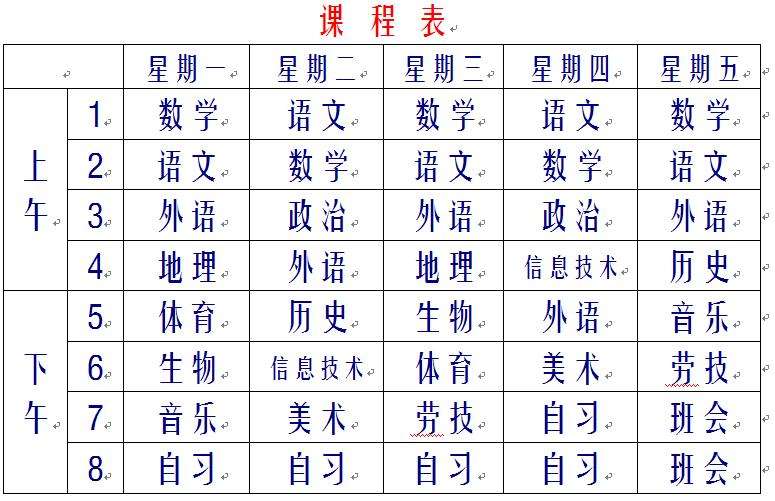 课程表
星期一 星期二 星期三 星期四 星期五
上午
1 数学 语文 数学 语文 数学
2 语文 数学 语文 数学 语文
3 外语 政治 外语 政治 外语
4 地理 外语 地理 信息技术 历史
下午
5 体育 历史 生物 外语 音乐
6 生物 信息技术 体育 美术 劳技
7 音乐 美术 劳技 自习 班会
8 自习 自习 自习 自习 班会